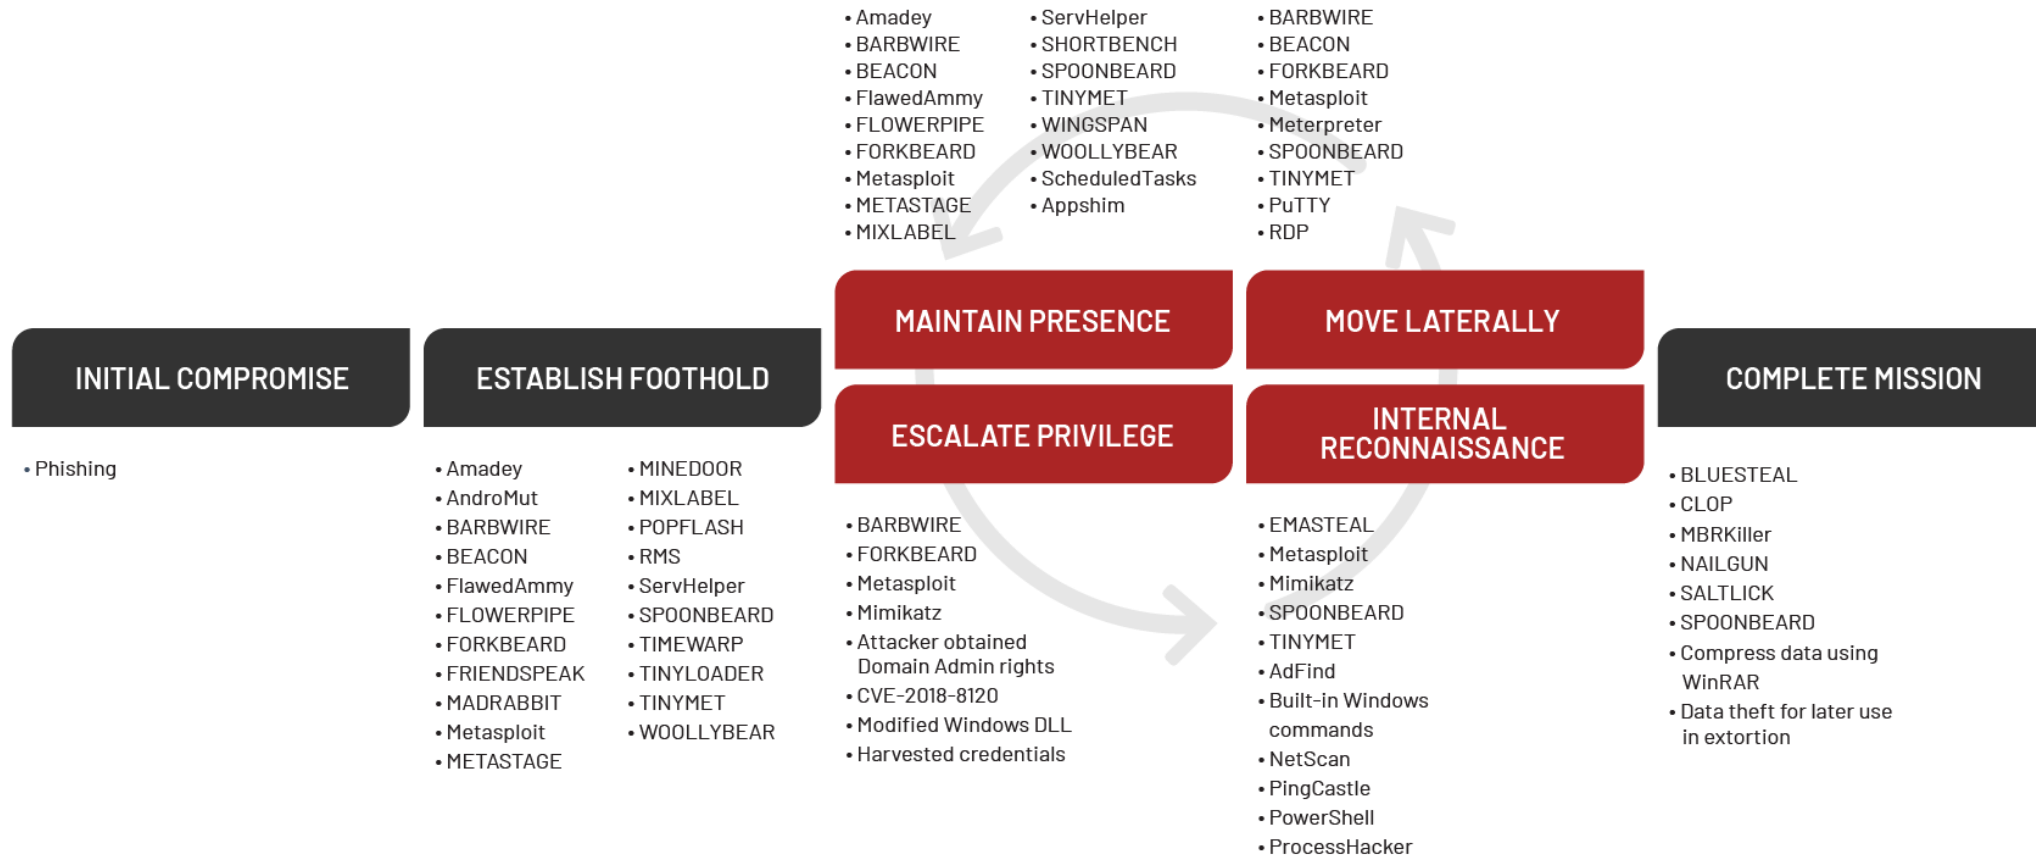 INITIAL COMPROMISE
• Phishing
ESTABLISH FOOTHOLD
• Amadey
• AndroMut
• BARBWIRE
• BEACON
• FlawedAmmy
• FLOWERPIPE
• FORKBEARD
• FRIENDSPEAK
• MADRABBIT
• Metasploit
• METASTAGE
• MINEDOOR
• MIXLABEL
• POPFLASH
• RMS
• ServHelper
• SPOONBEARD
• TIMEWARP
• TINYLOADER
• TINYMET
• WOOLLYBEAR
• Amadey
• BARBWIRE
• BEACON
• FlawedAmmy
• FLOWERPIPE
• FORKBEARD
• Metasploit
• METASTAGE
• MIXLABEL
• ServHelper
• SHORTBENCH
• SPOONBEARD
• TINYMET
• WINGSPAN
• WOOLLYBEAR
• ScheduledTasks
• Appshim
MAINTAIN PRESENCE
• BARBWIRE
• BEACON
• FORKBEARD
• Metasploit
• Meterpreter
• SPOONBEARD
• TINYMET
• PuTTY
• RDP
MOVE LATERALLY
ESCALATE PRIVILEGE
• BARBWIRE
• FORKBEARD
• Metasploit
• Mimikatz
• Attacker obtained
Domain Admin rights
• CVE-2018-8120
• Modified Windows DLL
• Harvested credentials
INTERNAL
RECONNAISSANCE
• EMASTEAL
• Metasploit
• Mimikatz
• SPOONBEARD
• TINYMET
• AdFind
• Built-in Windows
commands
• NetScan
• PingCastle
• PowerShell
• ProcessHacker
COMPLETE MISSION
• BLUESTEAL
• CLOP
• MBRKiller
• NAILGUN
• SALTLICK
• SPOONBEARD
• Compress data using
WinRAR
• Data theft for later use
in extortion